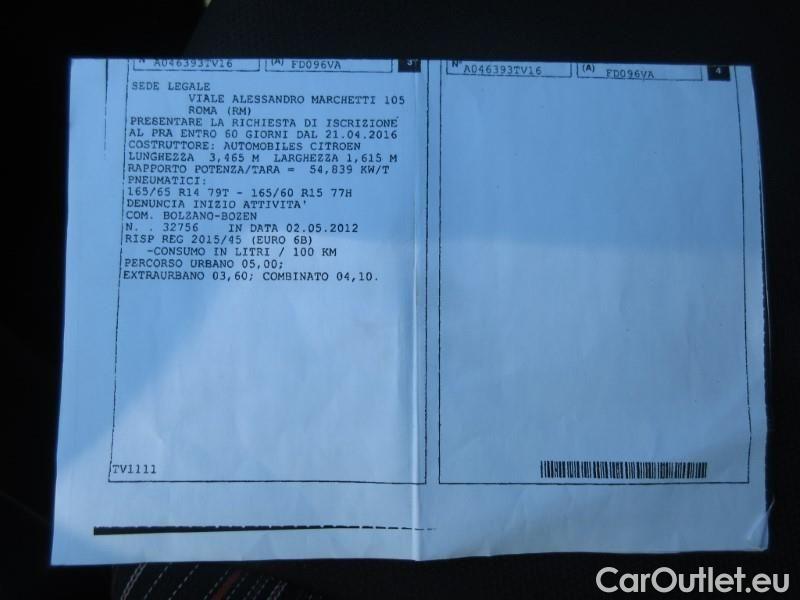 N° A046393TV16 (A) FD096VA 3
SEDE LEGALE
VIALE ALESSANDRO MARCHETTI 105
ROMA (RM)
PRESENTARE LA RICHIESTA DI ISCRIZIONE
AL PRA ENTRO 60 GIORNI DAL 21.04.2016
COSTRUTTORE: AUTOMOBILES CITROEN
LUNGHEZZA 3,465 M LARGHEZZA 1,615 M
RAPPORTO POTENZA/TARA = 54,839 KW/T
PNEUMATICI:
165/65 R14 79T - 165/60 R15 77H
DENUNCIA INIZIO ATTIVITA'
COM. BOLZANO-BOZEN
N. . 32756 IN DATA 02.05.2012
RISP REG 2015/45 (EURO 6B)
-CONSUMO IN LITRI / 100 KM
PERCORSO URBANO 05,00;
EXTRAURBANO 03,60; COMBINATO 04,10.
TV1111
N° A046393TV16 (A) FD096VA 4
CarOutlet.eu